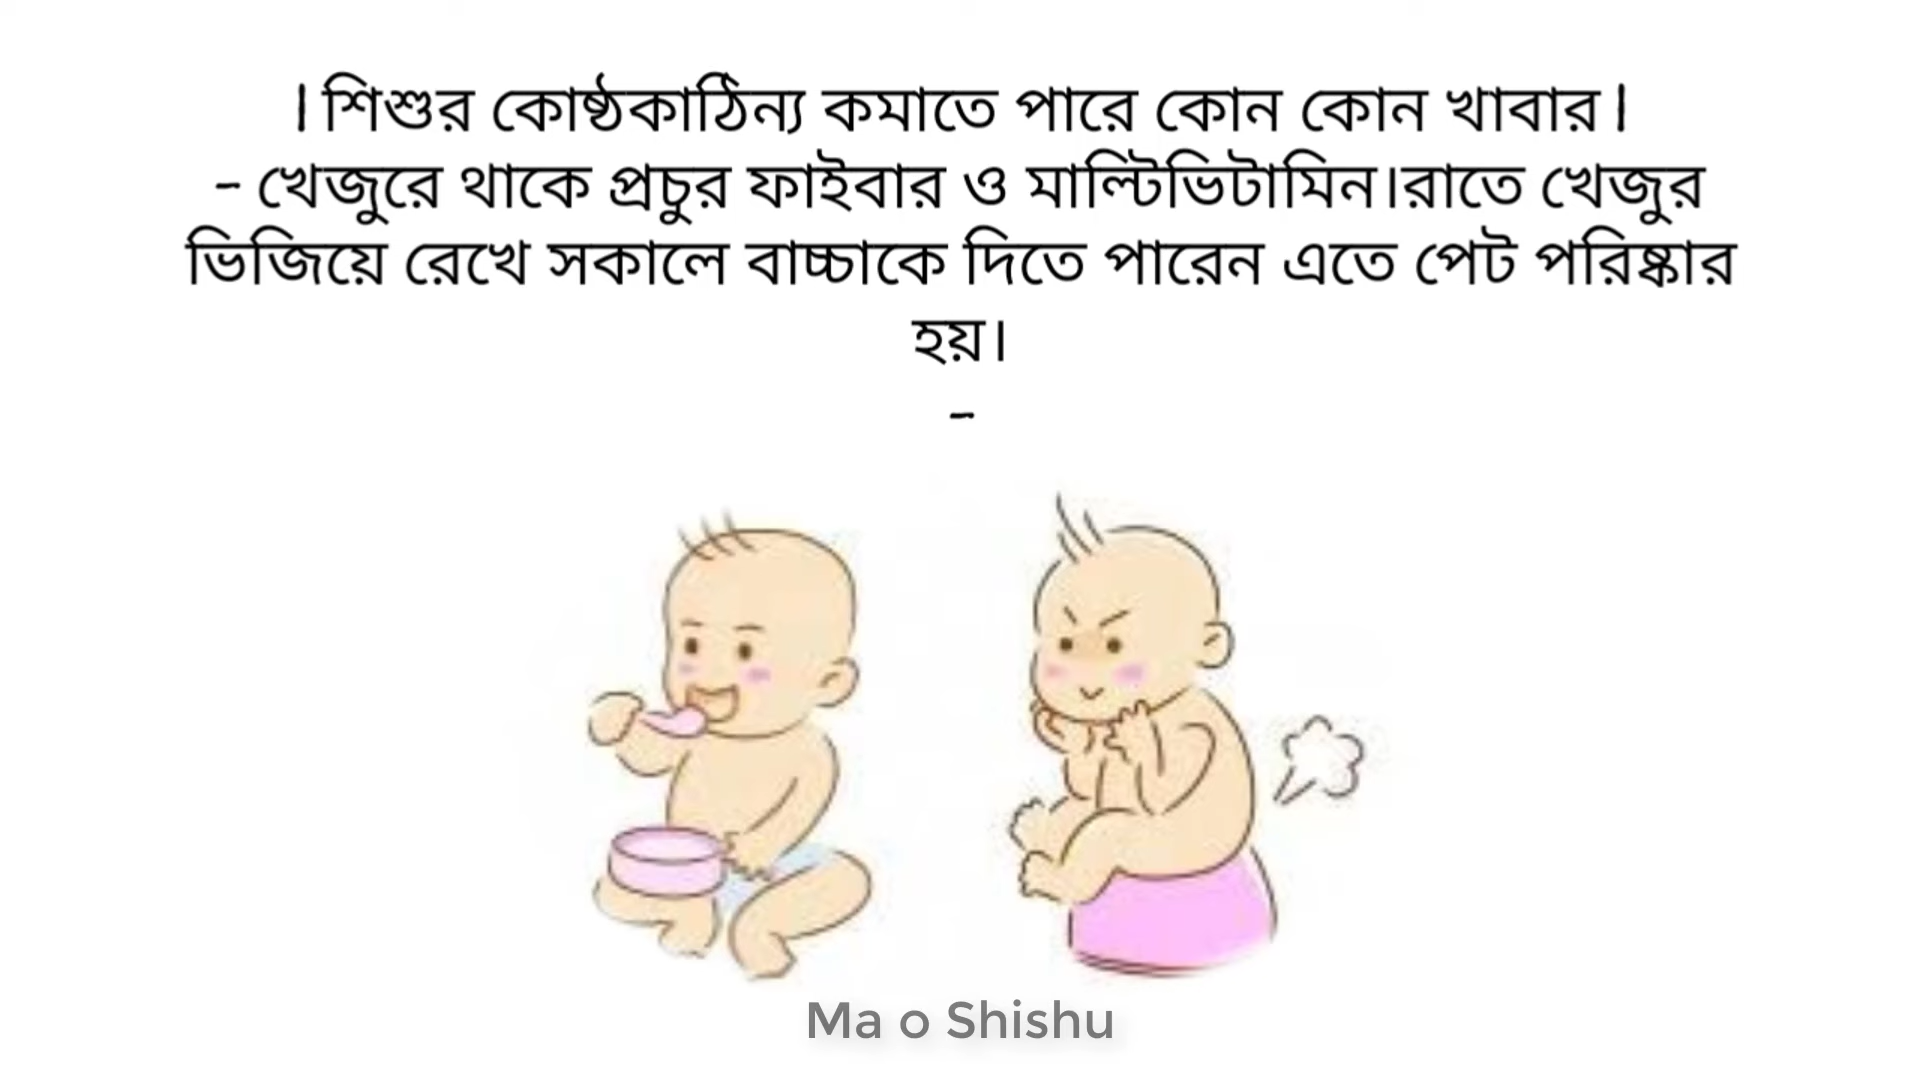 । শিশুর কোষ্ঠকাঠিন্য কমাতে পারে কোন কোন খাবার।
- খেজুরে থাকে প্রচুর ফাইবার ও মাল্টিভিটামিন।রাতে খেজুর
ভিজিয়ে রেখে সকালে বাচ্চাকে দিতে পারেন এতে পেট পরিষ্কার
হয়।
-
Ma o Shishu